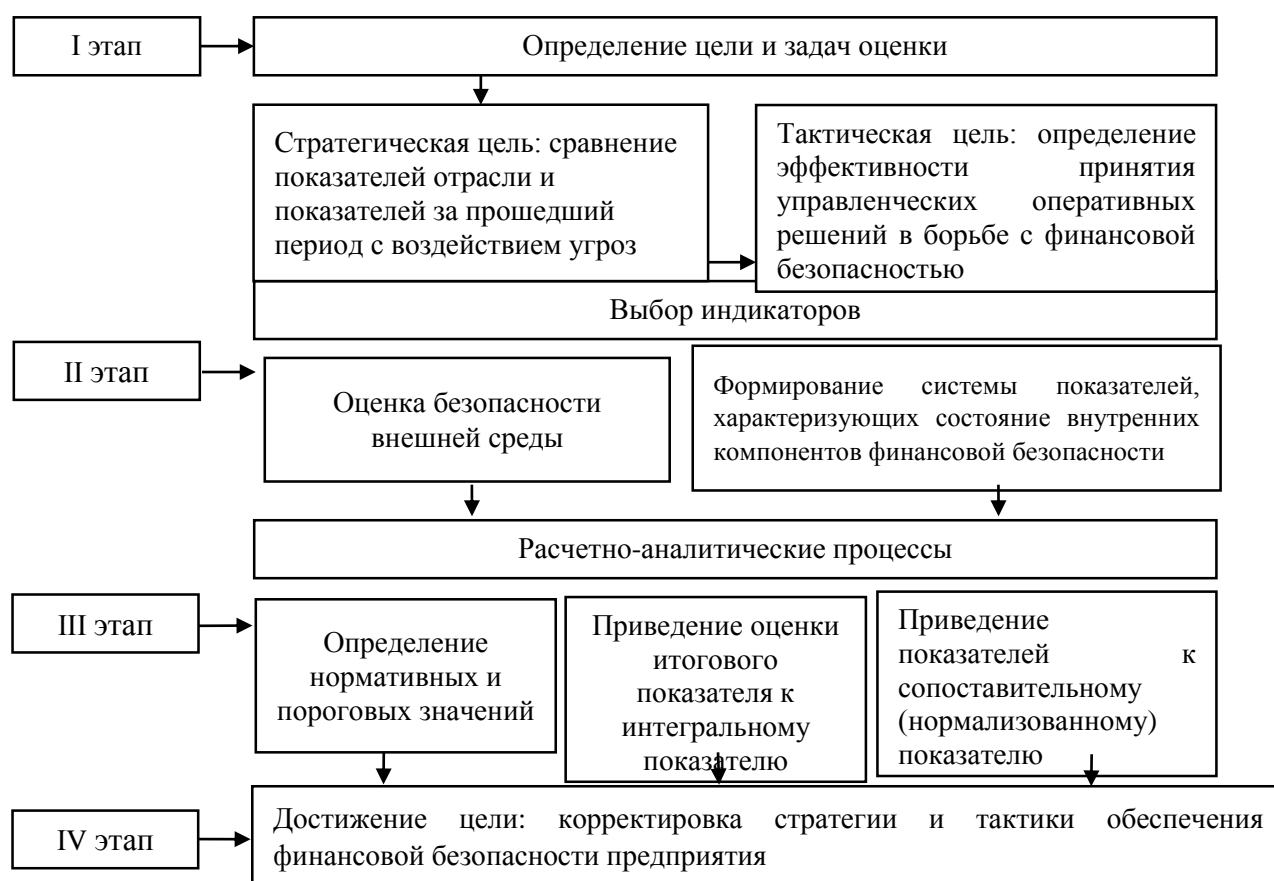 I этап
Определение цели и задач оценки
Стратегическая цель: сравнение
показателей отрасли и
показателей за прошедший
период с воздействием угроз
Тактическая цель: определение
эффективности принятия
управленческих оперативных
решений в борьбе с финансовой
безопасностью
Выбор индикаторов
II этап
Оценка безопасности
внешней среды
Формирование системы показателей,
характеризующих состояние внутренних
компонентов финансовой безопасности
Расчетно-аналитические процессы
III этап
Определение
нормативных и
пороговых значений
Приведение оценки
итогового
показателя к
интегральному
показателю
Приведение
показателей к
сопоставительному
(нормализованному)
показателю
IV этап
Достижение цели: корректировка стратегии и тактики обеспечения
финансовой безопасности предприятия